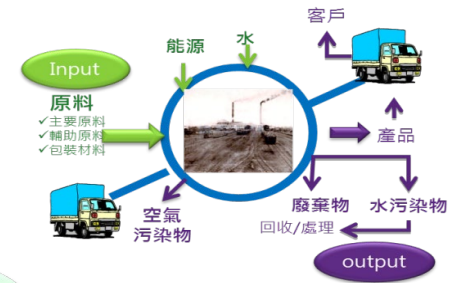 客戶
能源
水
Input
原料
✓主要原料
✓輔助原料
✓包裝材料
產品
空氣
污染物
廢棄物
水污染物
回收/處理
output